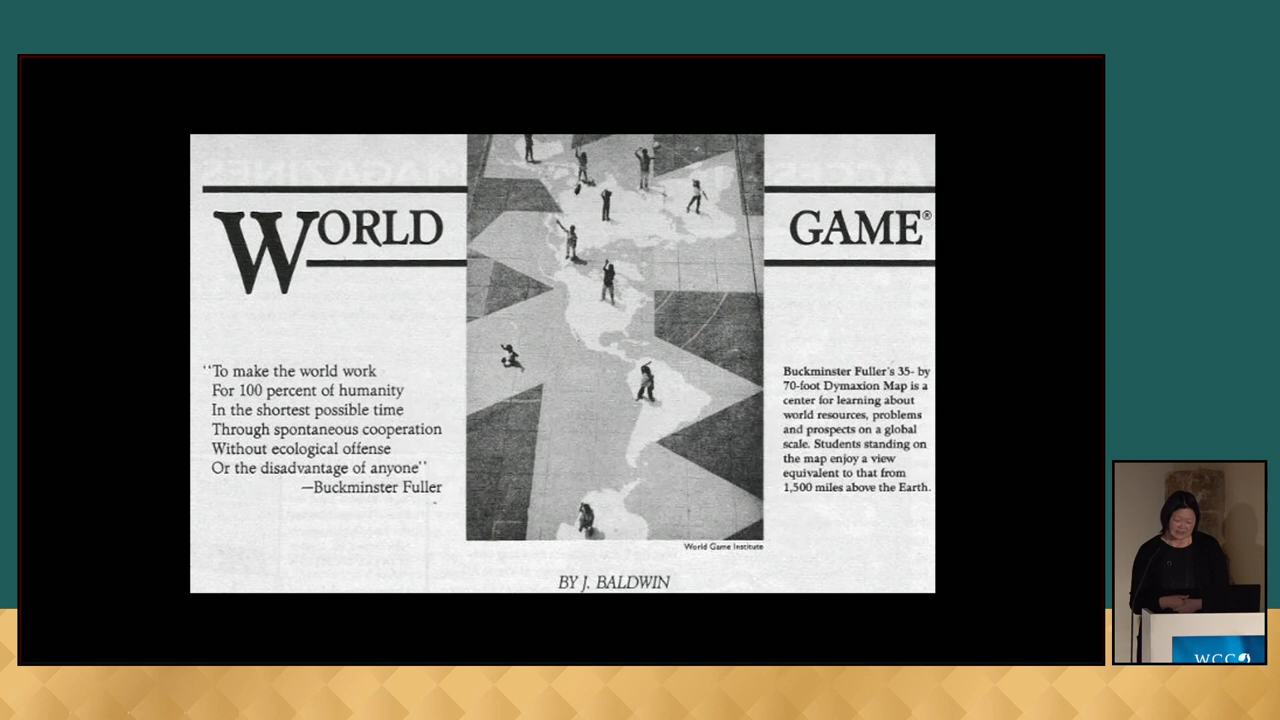 WORLD
GAME®
“To make the world work
For 100 percent of humanity
In the shortest possible time
Through spontaneous cooperation
Without ecological offense
Or the disadvantage of anyone”
—Buckminster Fuller
Buckminster Fuller's 35- by
70-foot Dymaxion Map is a
center for learning about
world resources, problems
and prospects on a global
scale. Students standing on
the map enjoy a view
equivalent to that from
1,500 miles above the Earth.
World Game Institute
BY J. BALDWIN
WCC